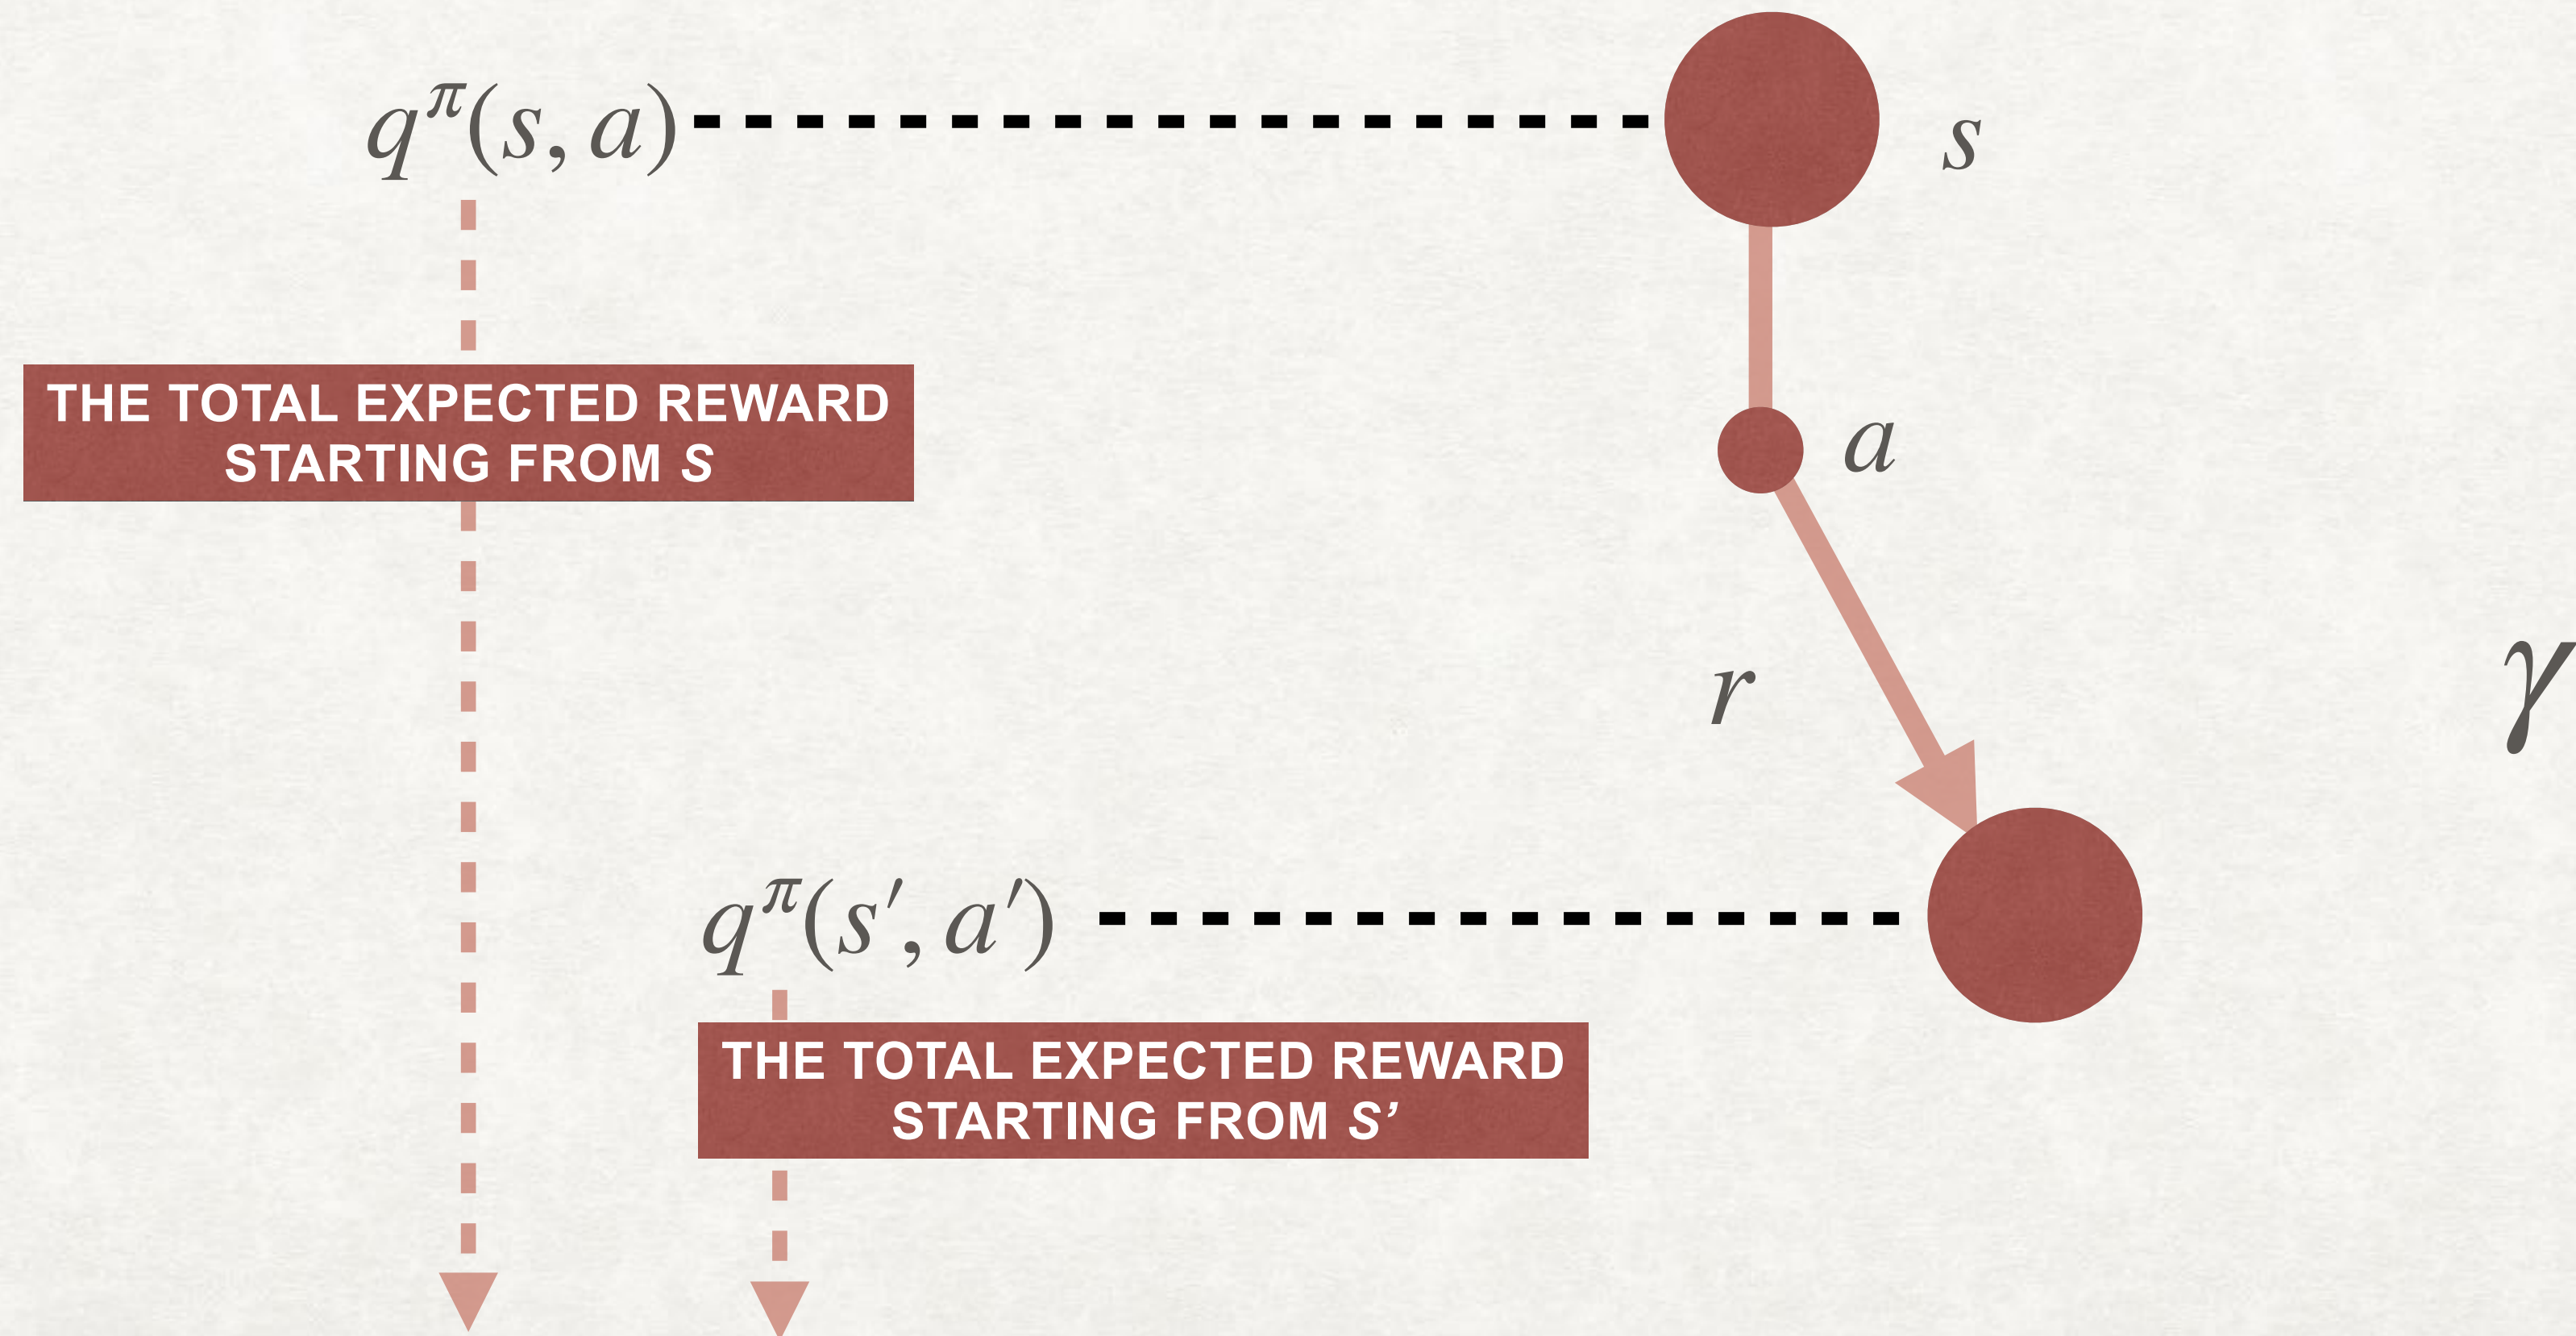 q^π(s, a)
s
THE TOTAL EXPECTED REWARD
STARTING FROM S
a
r
γ
q^π(s′, a′)
THE TOTAL EXPECTED REWARD
STARTING FROM S’